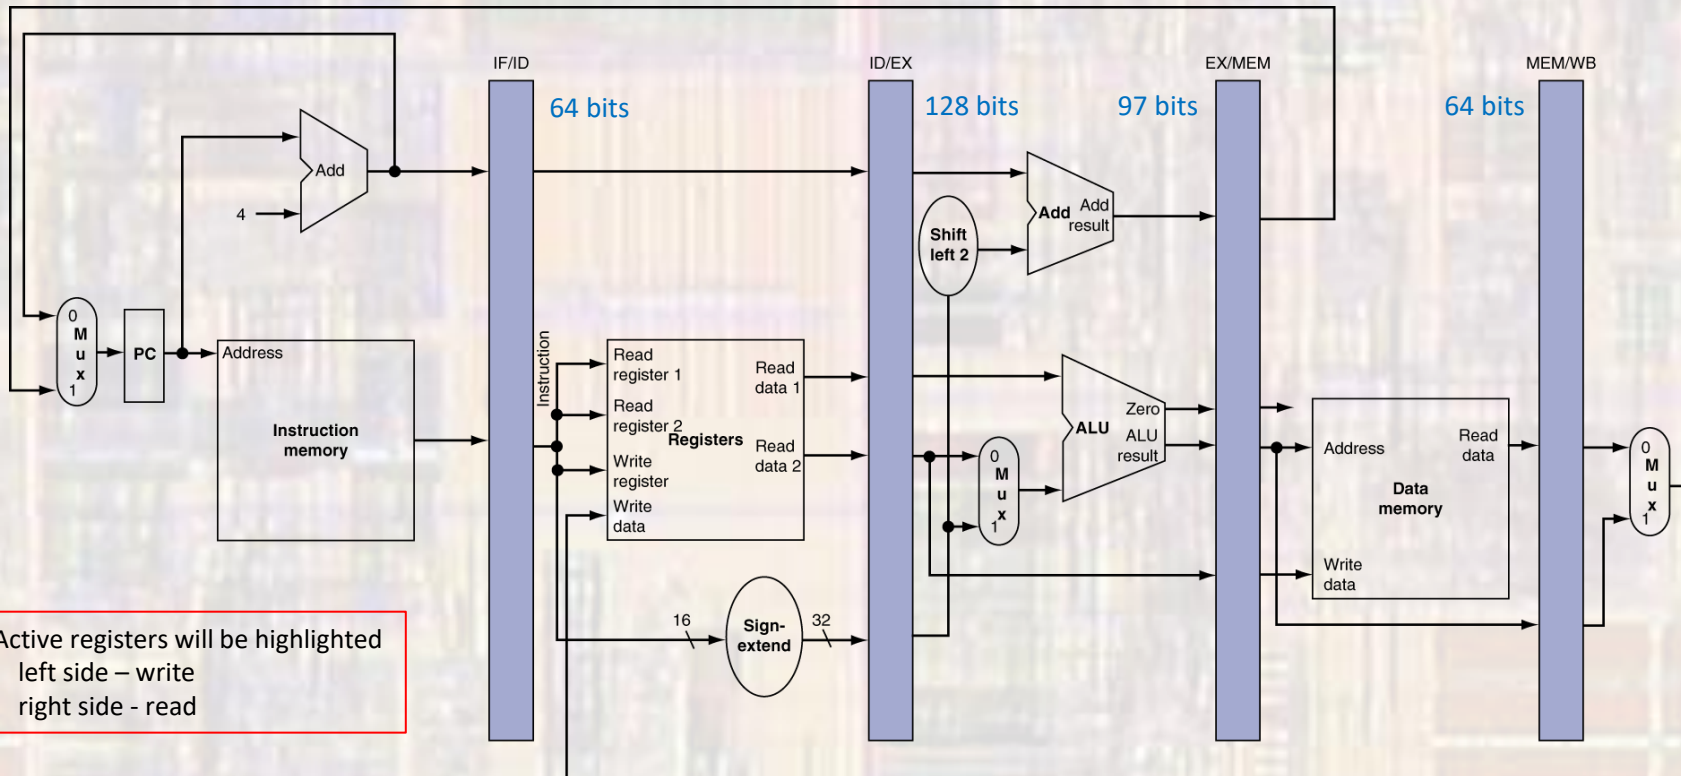 IF/ID
ID/EX
EX/MEM
MEM/WB
64 bits
128 bits
97 bits
64 bits
Add
4
Add
Add
result
Shift
left 2
0
M
u
x
1
PC
Address
Instruction
memory
Instruction
Read
register 1
Read
register 2
Write
register
Write
data
Registers
Read
data 1
Read
data 2
16
Sign-
extend
32
0
M
u
x
1
Zero
ALU
ALU
result
Address
Read
data
Data
memory
Write
data
0
M
u
x
1
Active registers will be highlighted
left side – write
right side - read